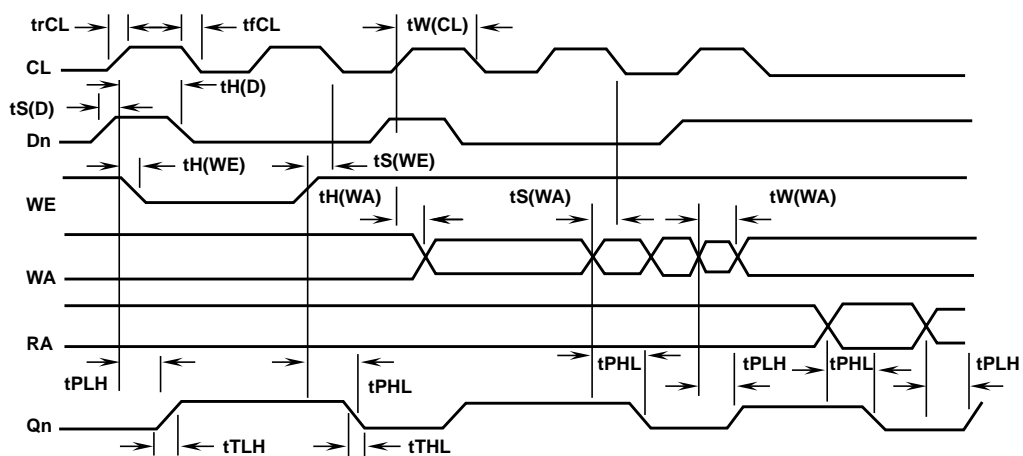 trCL tfCL tW(CL)
CL
tH(D)
tS(D)
Dn
tH(WE) tS(WE)
WE tH(WA) tS(WA) tW(WA)
WA
RA
tPLH tPHL tPHL tPLH tPHL tPLH
Qn
tTLH tTHL